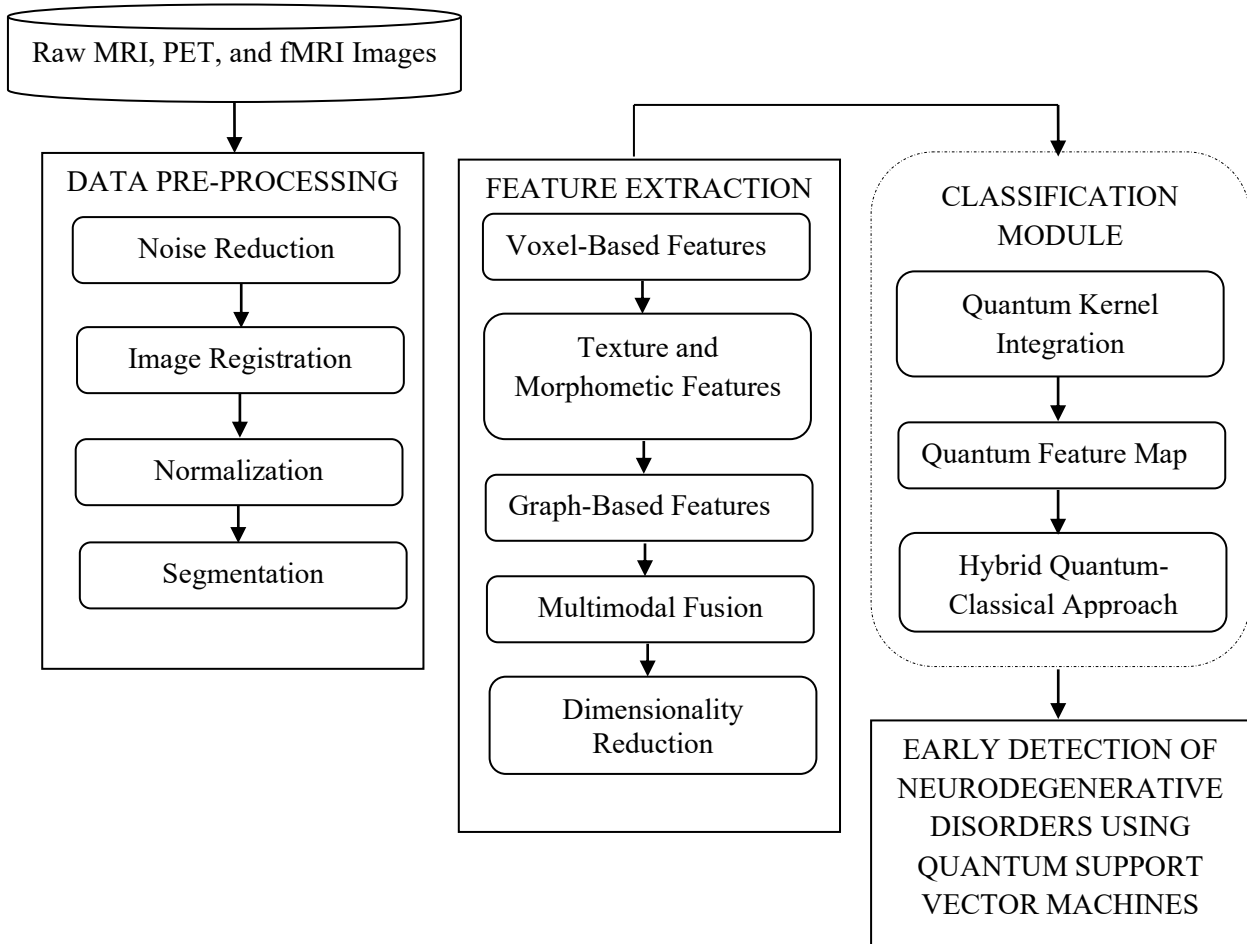 Raw MRI, PET, and fMRI Images
DATA PRE-PROCESSING
Noise Reduction
Image Registration
Normalization
Segmentation
FEATURE EXTRACTION
Voxel-Based Features
Texture and
Morphometic Features
Graph-Based Features
Multimodal Fusion
Dimensionality
Reduction
CLASSIFICATION
MODULE
Quantum Kernel
Integration
Quantum Feature Map
Hybrid Quantum-
Classical Approach
EARLY DETECTION OF
NEURODEGENERATIVE
DISORDERS USING
QUANTUM SUPPORT
VECTOR MACHINES